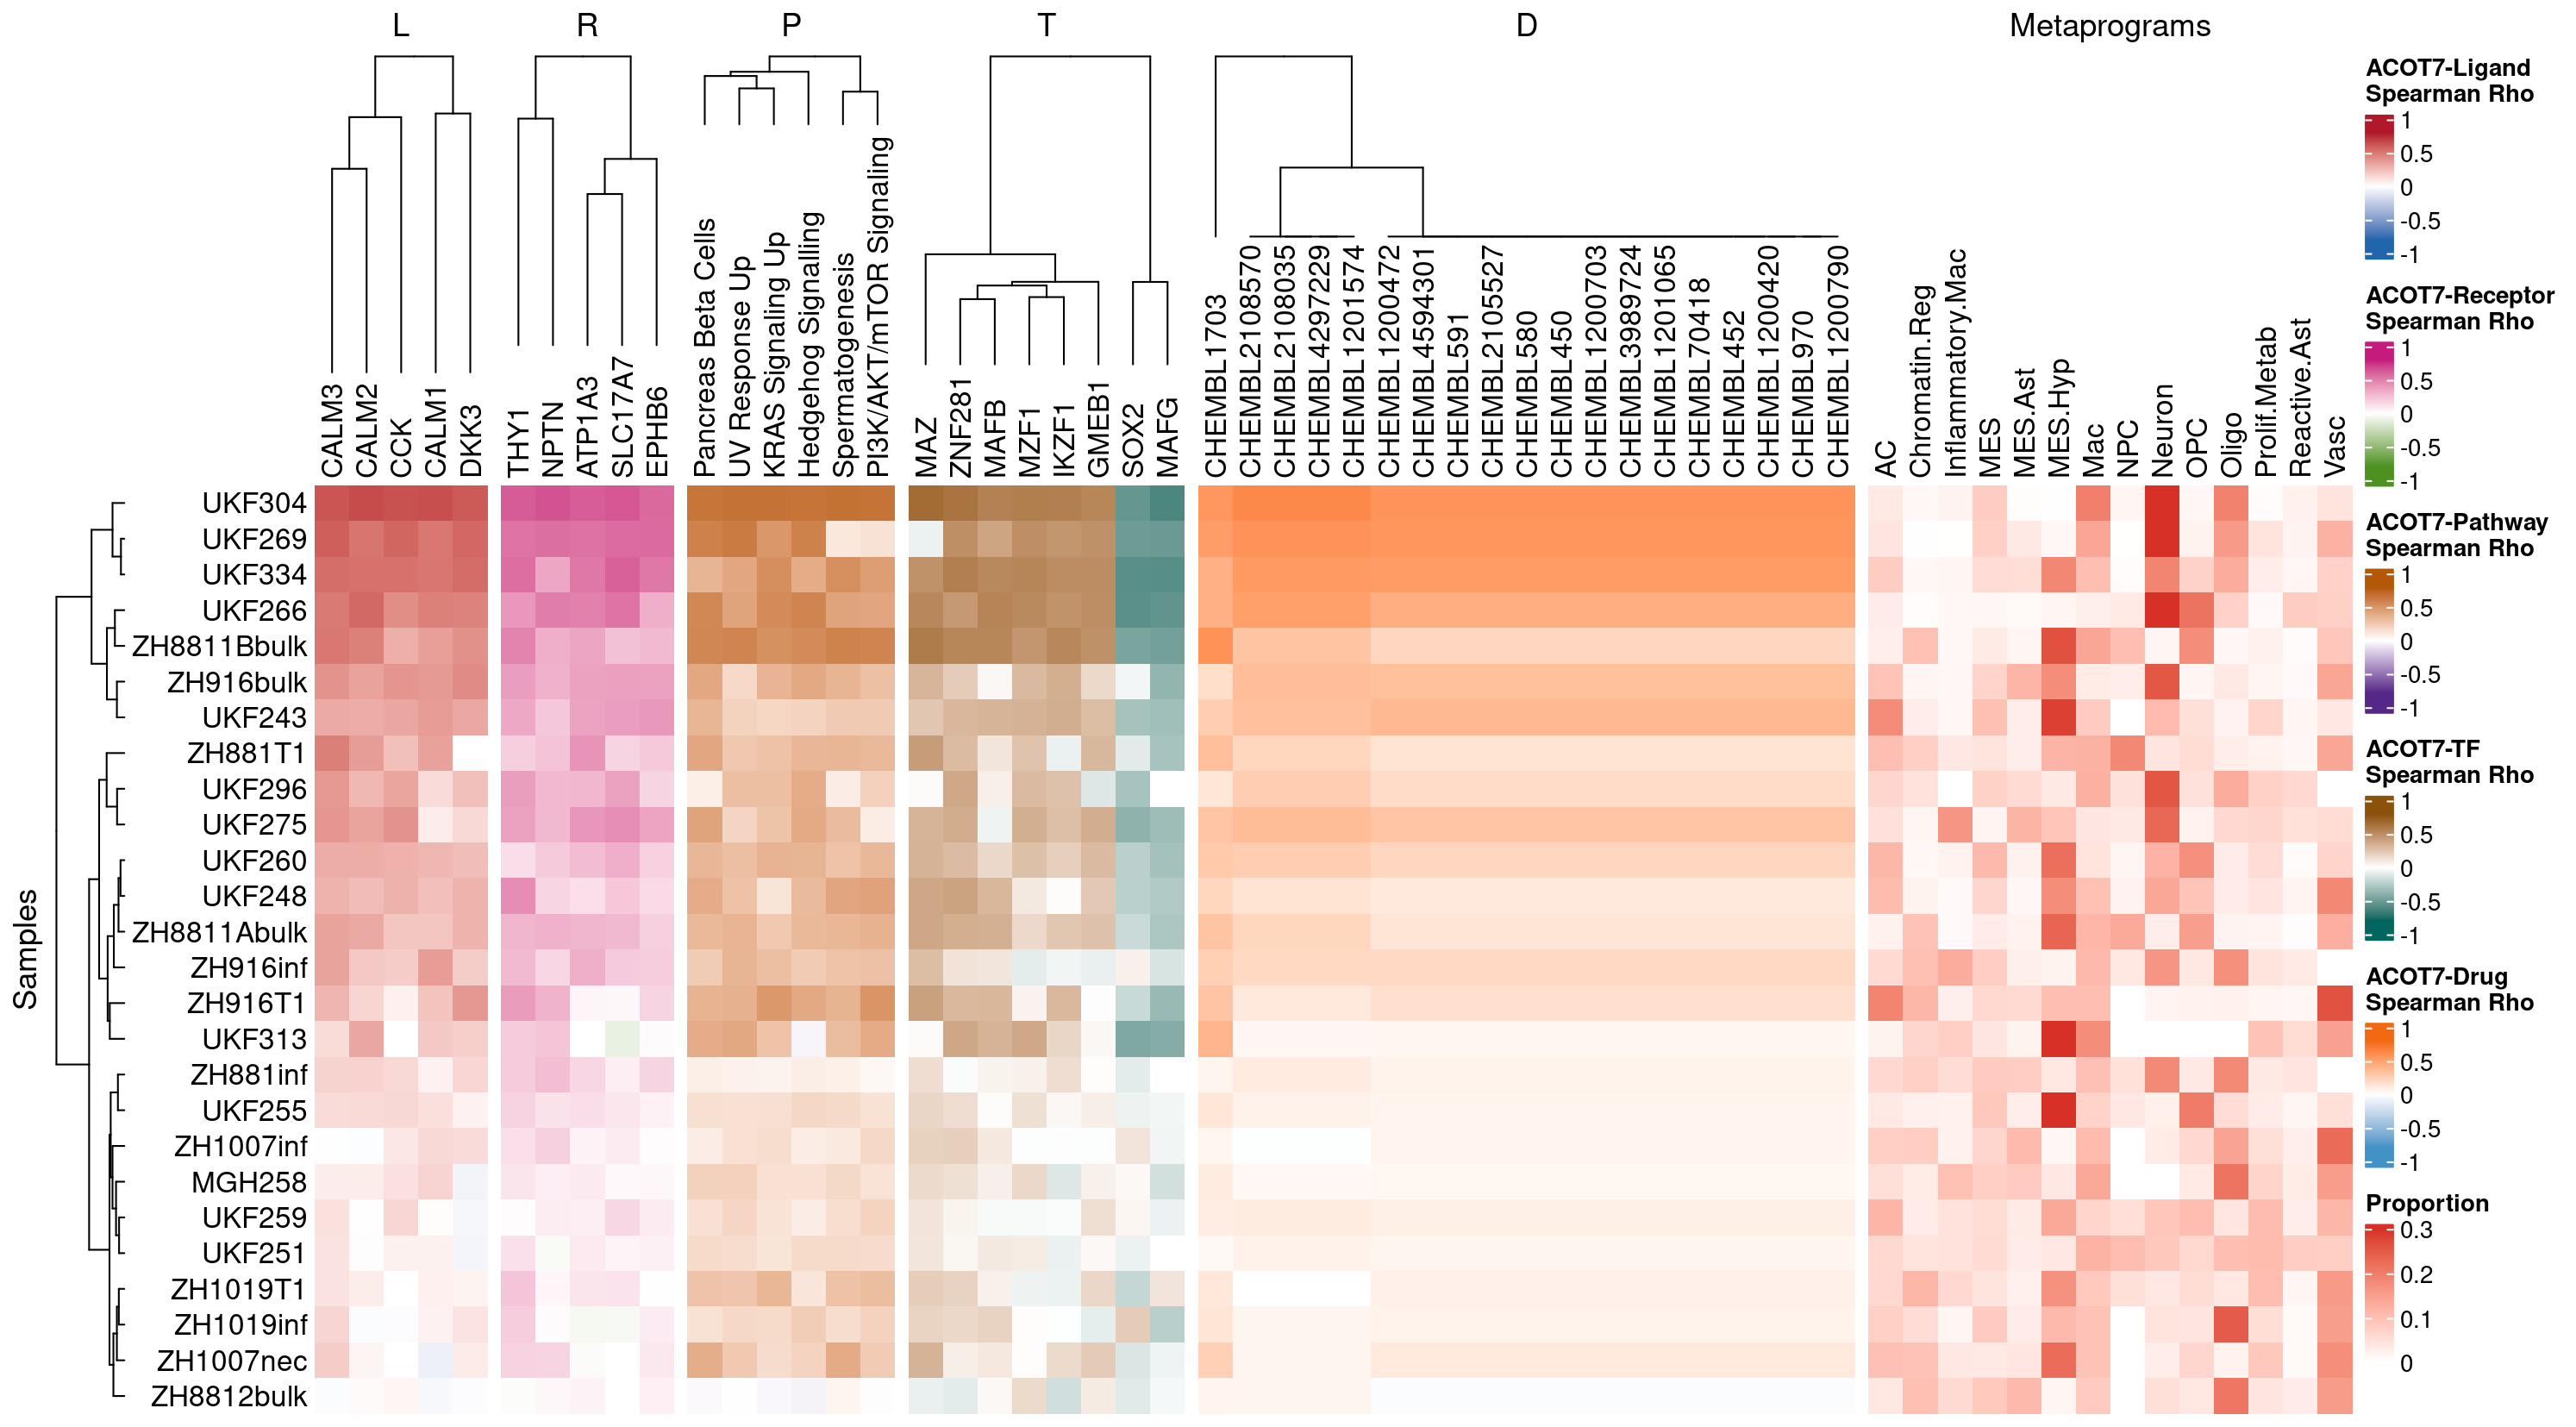 L R P T D Metaprograms
CALM3
CALM2
CCK
CALM1
DKK3
THY1
NPTN
ATP1A3
SLC17A7
EPHB6
Pancreas Beta Cells
UV Response Up
KRAS Signaling Up
Hedgehog Signalling
Spermatogenesis
PI3K/AKT/mTOR Signaling
MAZ
ZNF281
MAFB
MZF1
IKZF1
GMEB1
SOX2
MAFG
CHEMBL1703
CHEMBL2108570
CHEMBL2108035
CHEMBL4297229
CHEMBL1201574
CHEMBL1200472
CHEMBL4594301
CHEMBL591
CHEMBL2105527
CHEMBL580
CHEMBL450
CHEMBL1200703
CHEMBL3989724
CHEMBL1201065
CHEMBL70418
CHEMBL452
CHEMBL1200420
CHEMBL970
CHEMBL1200790
AC
Chromatin.Reg
Inflammatory.Mac
MES
MES.Ast
MES.Hyp
Mac
NPC
Neuron
OPC
Oligo
Prolif.Metab
Reactive.Ast
Vasc
Samples
UKF304
UKF269
UKF334
UKF266
ZH8811Bbulk
ZH916bulk
UKF243
ZH881T1
UKF296
UKF275
UKF260
UKF248
ZH8811Abulk
ZH916inf
ZH916T1
UKF313
ZH881inf
UKF255
ZH1007inf
MGH258
UKF259
UKF251
ZH1019T1
ZH1019inf
ZH1007nec
ZH8812bulk
ACOT7-Ligand
Spearman Rho
1
0.5
0
-0.5
-1
ACOT7-Receptor
Spearman Rho
1
0.5
0
-0.5
-1
ACOT7-Pathway
Spearman Rho
1
0.5
0
-0.5
-1
ACOT7-TF
Spearman Rho
1
0.5
0
-0.5
-1
ACOT7-Drug
Spearman Rho
1
0.5
0
-0.5
-1
Proportion
0.3
0.2
0.1
0